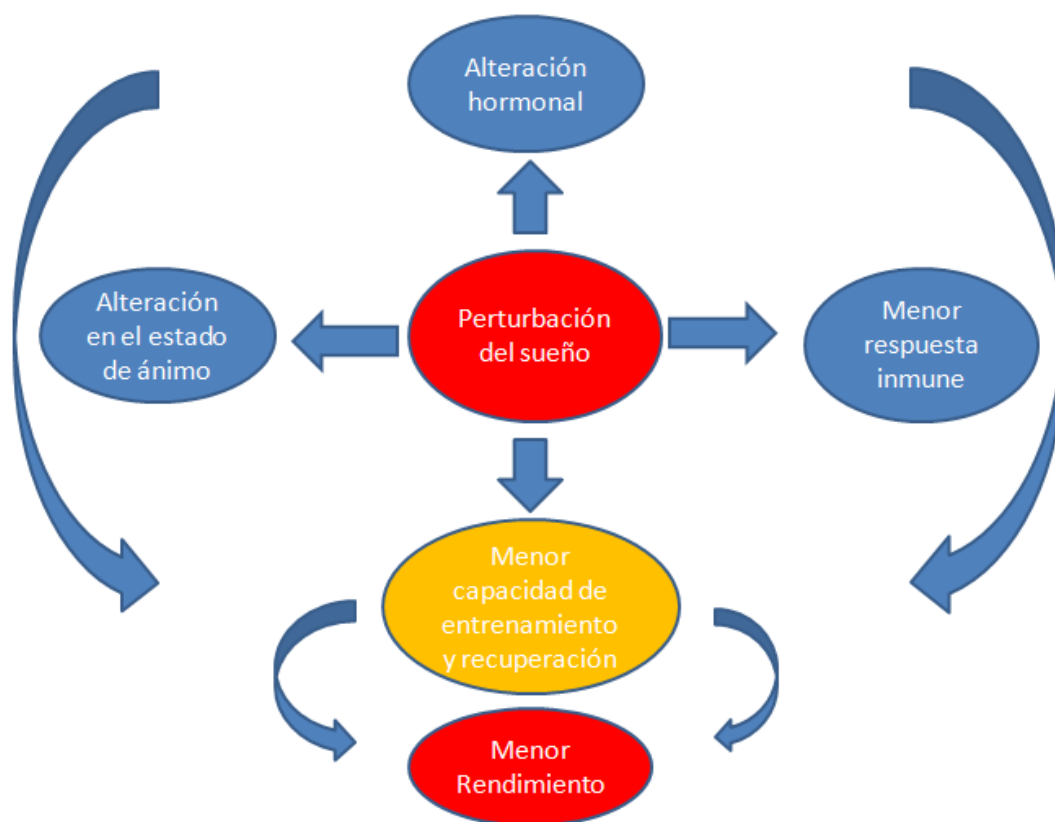 Alteración
hormonal
Alteración
en el estado
de ánimo
Perturbación
del sueño
Menor
respuesta
inmune
Menor
capacidad de
entrenamiento
y recuperación
Menor
Rendimiento